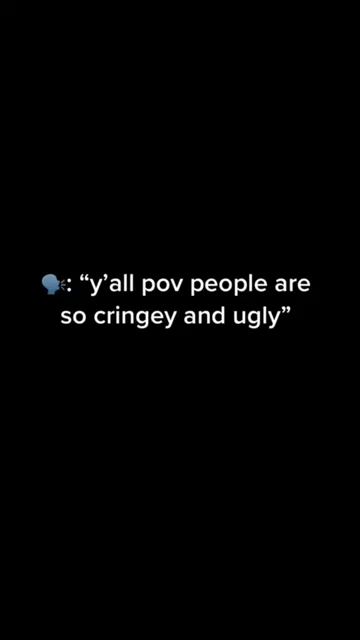 🗣️: “y’all pov people are
so cringey and ugly”